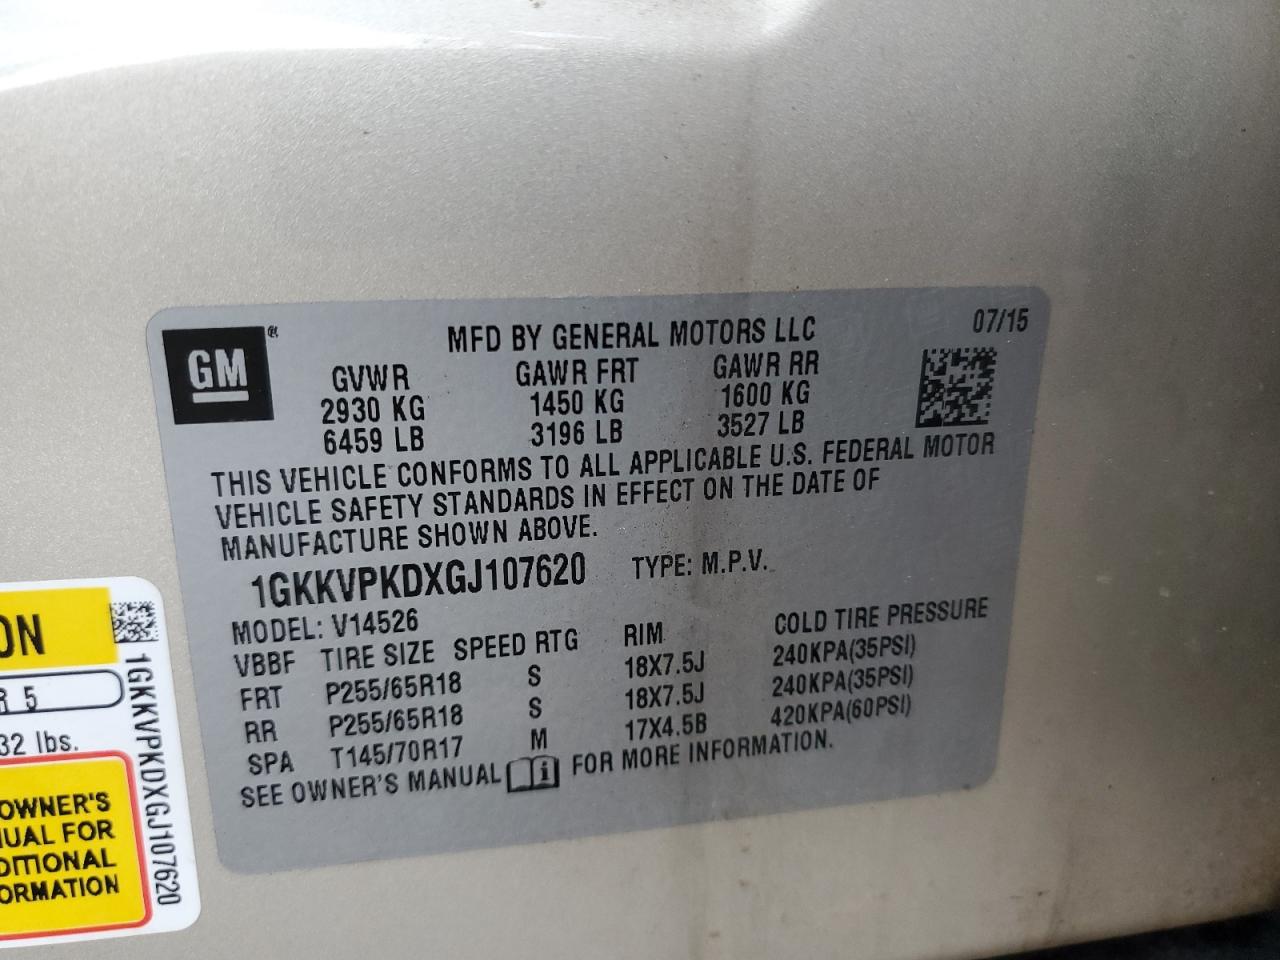 GM®
MFD BY GENERAL MOTORS LLC
07/15
GVWR GAWR FRT GAWR RR
2930 KG 1450 KG 1600 KG
6459 LB 3196 LB 3527 LB
THIS VEHICLE CONFORMS TO ALL APPLICABLE U.S. FEDERAL MOTOR
VEHICLE SAFETY STANDARDS IN EFFECT ON THE DATE OF
MANUFACTURE SHOWN ABOVE.
1GKKVPKDXGJ107620 TYPE: M.P.V.
MODEL: V14526
VBBF TIRE SIZE SPEED RTG RIM COLD TIRE PRESSURE
FRT P255/65R18 S 18X7.5J 240KPA(35PSI)
RR P255/65R18 S 18X7.5J 240KPA(35PSI)
SPA T145/70R17 M 17X4.5B 420KPA(60PSI)
SEE OWNER'S MANUAL FOR MORE INFORMATION.
ON
R 5
32 lbs.
OWNER'S
UAL FOR
DITIONAL
ORMATION
1GKKVPKDXGJ107620